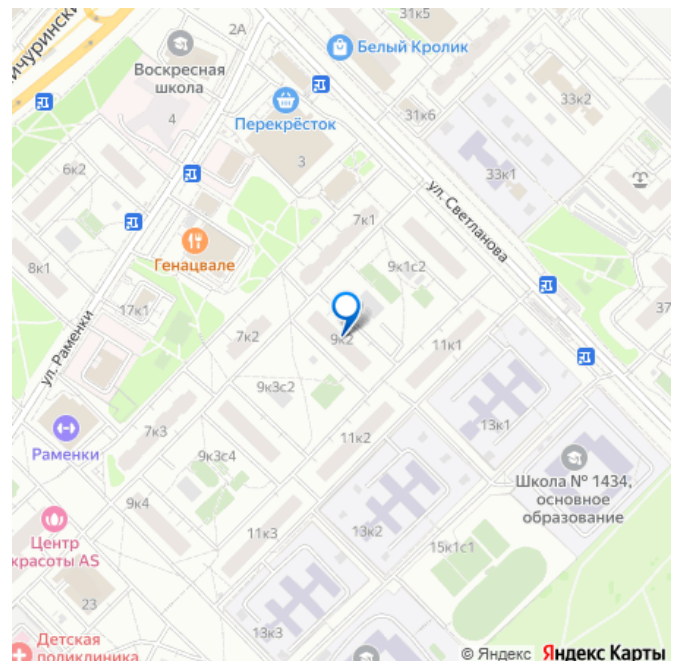 31к5
2А
ичурински
Белый Кролик
Воскресная
школа
33к2
Перекрёсток
31к6
4
3
6к2
33к1
ул. Светланова
7к1
Генацвале
8к1
9к1с2
37
17к1
ул. Раменки
7к2
9к2
11к1
9к3с2
Раменки
7к3
11к2
13к1
9к3с4
Школа № 1434,
основное
образование
9к4
Центр
красоты AS
11к3
13к2
15к1с1
23
13к3
Детская
поликлиника
© Яндекс Яндекс Карты